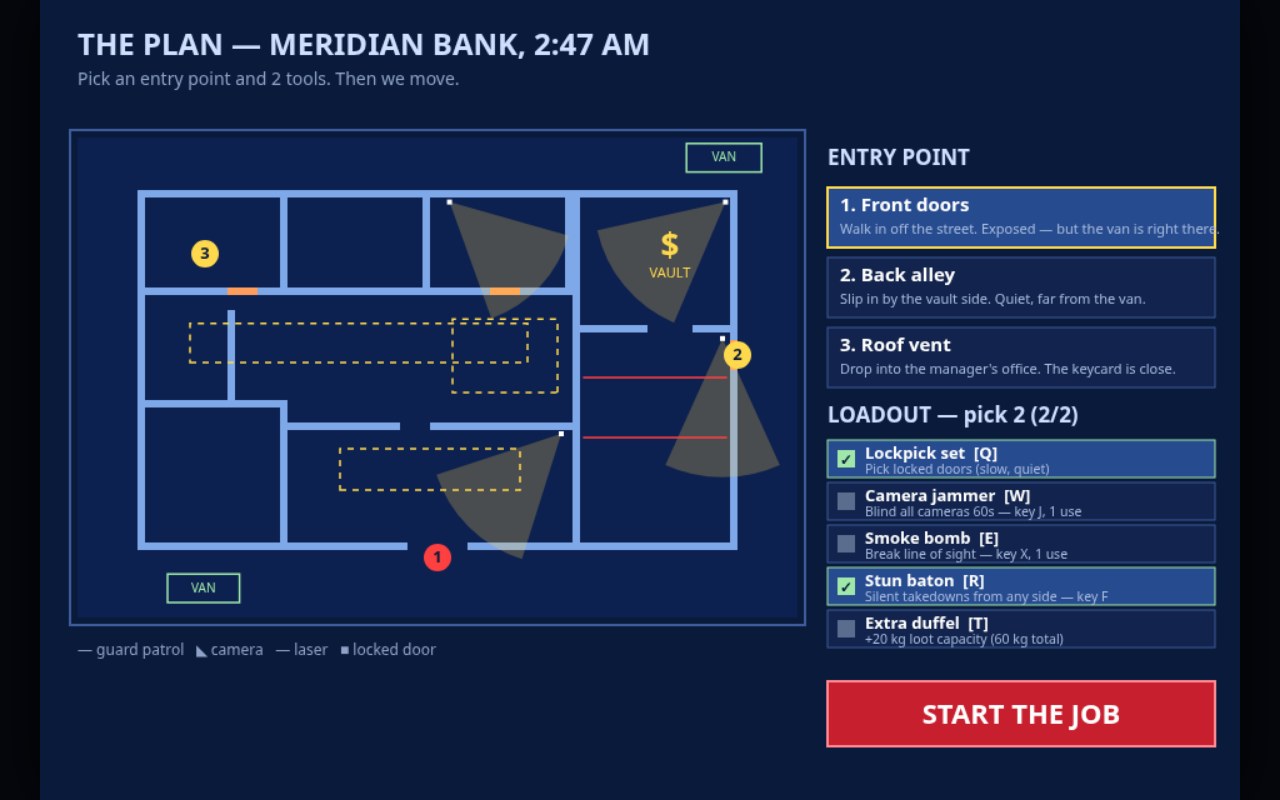 THE PLAN — MERIDIAN BANK, 2:47 AM
Pick an entry point and 2 tools. Then we move.
VAN
3
$
VAULT
2
1
VAN
— guard patrol ◣ camera — laser ■ locked door
ENTRY POINT
1. Front doors
Walk in off the street. Exposed — but the van is right there.
2. Back alley
Slip in by the vault side. Quiet, far from the van.
3. Roof vent
Drop into the manager's office. The keycard is close.
LOADOUT — pick 2 (2/2)
✓ Lockpick set [Q]
Pick locked doors (slow, quiet)
Camera jammer [W]
Blind all cameras 60s — key J, 1 use
Smoke bomb [E]
Break line of sight — key X, 1 use
✓ Stun baton [R]
Silent takedowns from any side — key F
Extra duffel [T]
+20 kg loot capacity (60 kg total)
START THE JOB